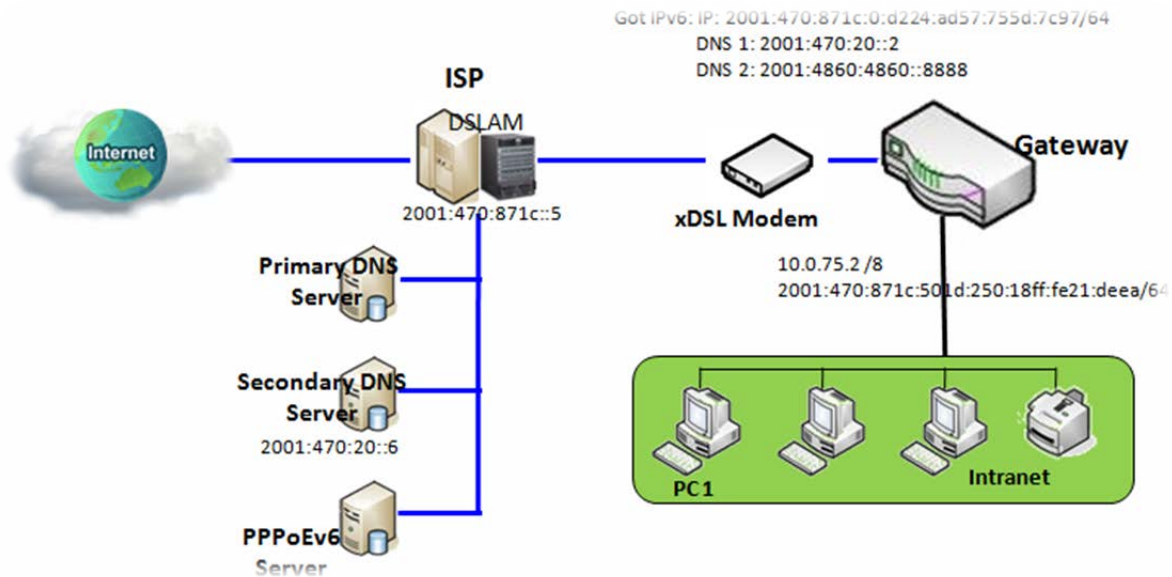 Got IPv6: IP: 2001:470:871c:0:d224:ad57:755d:7c97/64
DNS 1: 2001:470:20::2
DNS 2: 2001:4860:4860::8888
ISP
DSLAM
Internet
Gateway
2001:470:871c::5
xDSL Modem
Primary DNS
Server
10.0.75.2 /8
2001:470:871c:501d:250:18ff:fe21:deea/64
Secondary DNS
Server
2001:470:20::6
PC1
Intranet
PPPoEv6
Server